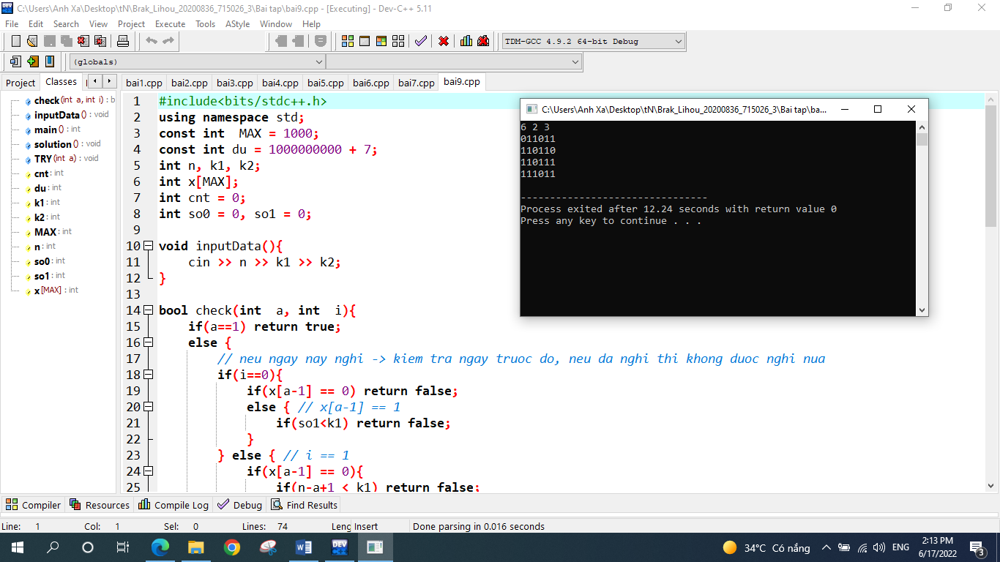 C:\Users\Anh Xa\Desktop\tN\Brak_Lihou_20200836_715026_3\Bai tap\bai9.cpp - [Executing] - Dev-C++ 5.11
File Edit Search View Project Execute Tools AStyle Window Help
TDM-GCC 4.9.2 64-bit Debug
(globals)
Project Classes
bai1.cpp bai2.cpp bai3.cpp bai4.cpp bai5.cpp bai6.cpp bai7.cpp bai9.cpp
check (int a, int i) : b
inputData () : void
main () : int
solution () : void
TRY (int a) : void
cnt : int
du : int
k1 : int
k2 : int
MAX : int
n : int
so0 : int
so1 : int
x [MAX] : int
1 #include<bits/stdc++.h>
2 using namespace std;
3 const int  MAX = 1000;
4 const int du = 1000000000 + 7;
5 int n, k1, k2;
6 int x[MAX];
7 int cnt = 0;
8 int so0 = 0, so1 = 0;
9
10 void inputData(){
11     cin >> n >> k1 >> k2;
12 }
13
14 bool check(int  a, int  i){
15     if(a==1) return true;
16     else {
17         // neu ngay nay nghi -> kiem tra ngay truoc do, neu da nghi thi khong duoc nghi nua
18         if(i==0){
19             if(x[a-1] == 0) return false;
20             else { // x[a-1] == 1
21                 if(so1<k1) return false;
22             }
23         } else { // i == 1
24             if(x[a-1] == 0){
25                 if(n-a+1 < k1) return false;
C:\Users\Anh Xa\Desktop\tN\Brak_Lihou_20200836_715026_3\Bai tap\ba...
6 2 3
011011
110110
110111
111011
--------------------------------
Process exited after 12.24 seconds with return value 0
Press any key to continue . . .
Compiler Resources Compile Log Debug Find Results
Line: 1 Col: 1 Sel: 0 Lines: 74 Leng Insert Done parsing in 0.016 seconds
34°C Có nắng ENG 2:13 PM
6/17/2022
3